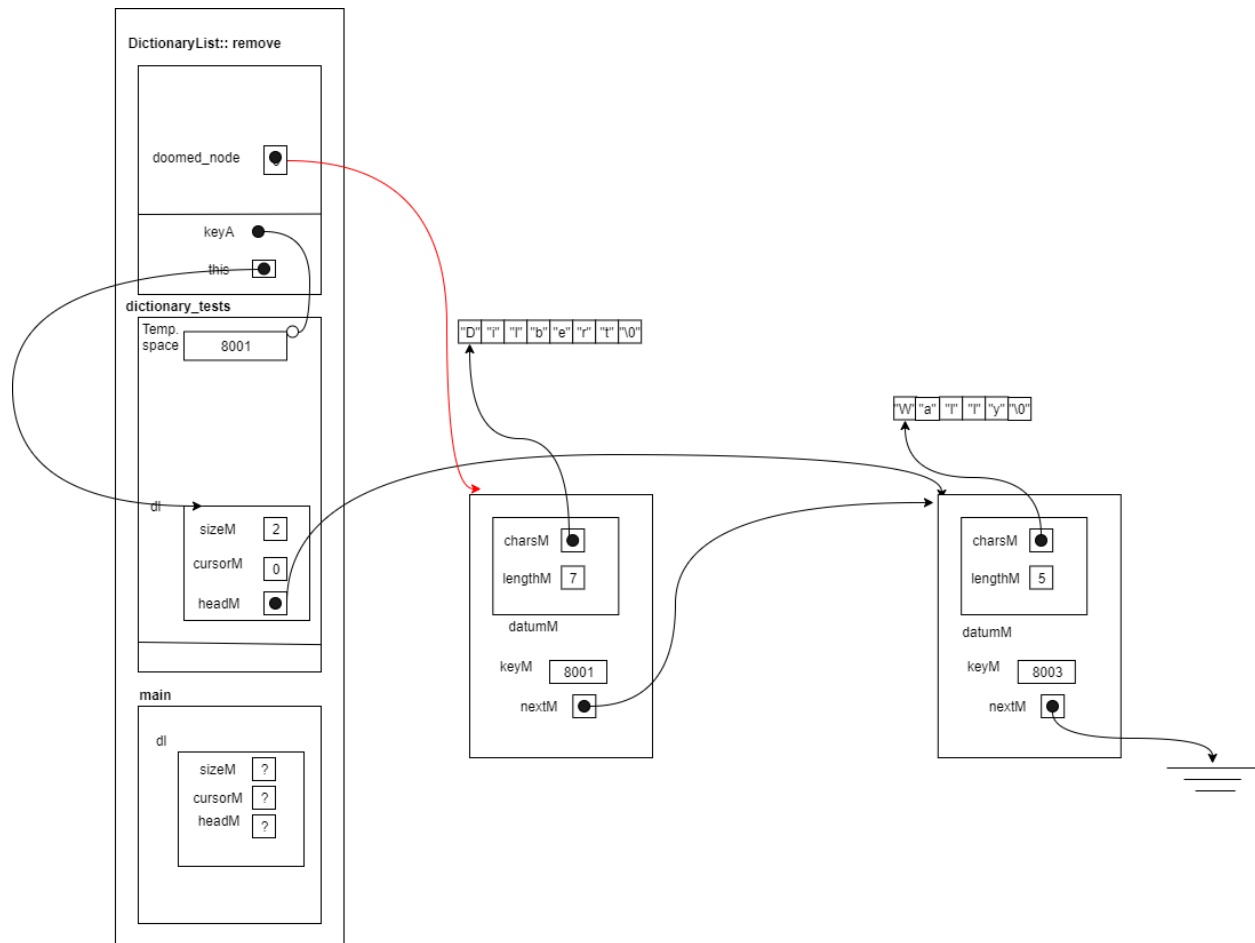 DictionaryList:: remove
doomed_node
keyA
this
dictionary_tests
Temp.
space
8001
dl
sizeM
2
cursorM
0
headM
main
dl
sizeM
?
cursorM
?
headM
?
"D" "i" "l" "b" "e" "r" "t" "\0"
charsM
lengthM
7
datumM
keyM
8001
nextM
"W" "a" "l" "l" "y" "\0"
charsM
lengthM
5
datumM
keyM
8003
nextM